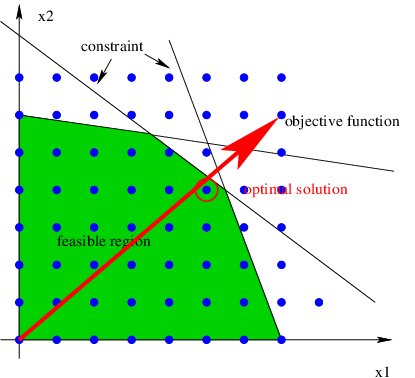 x2
constraint
objective function
optimal solution
feasible region
x1